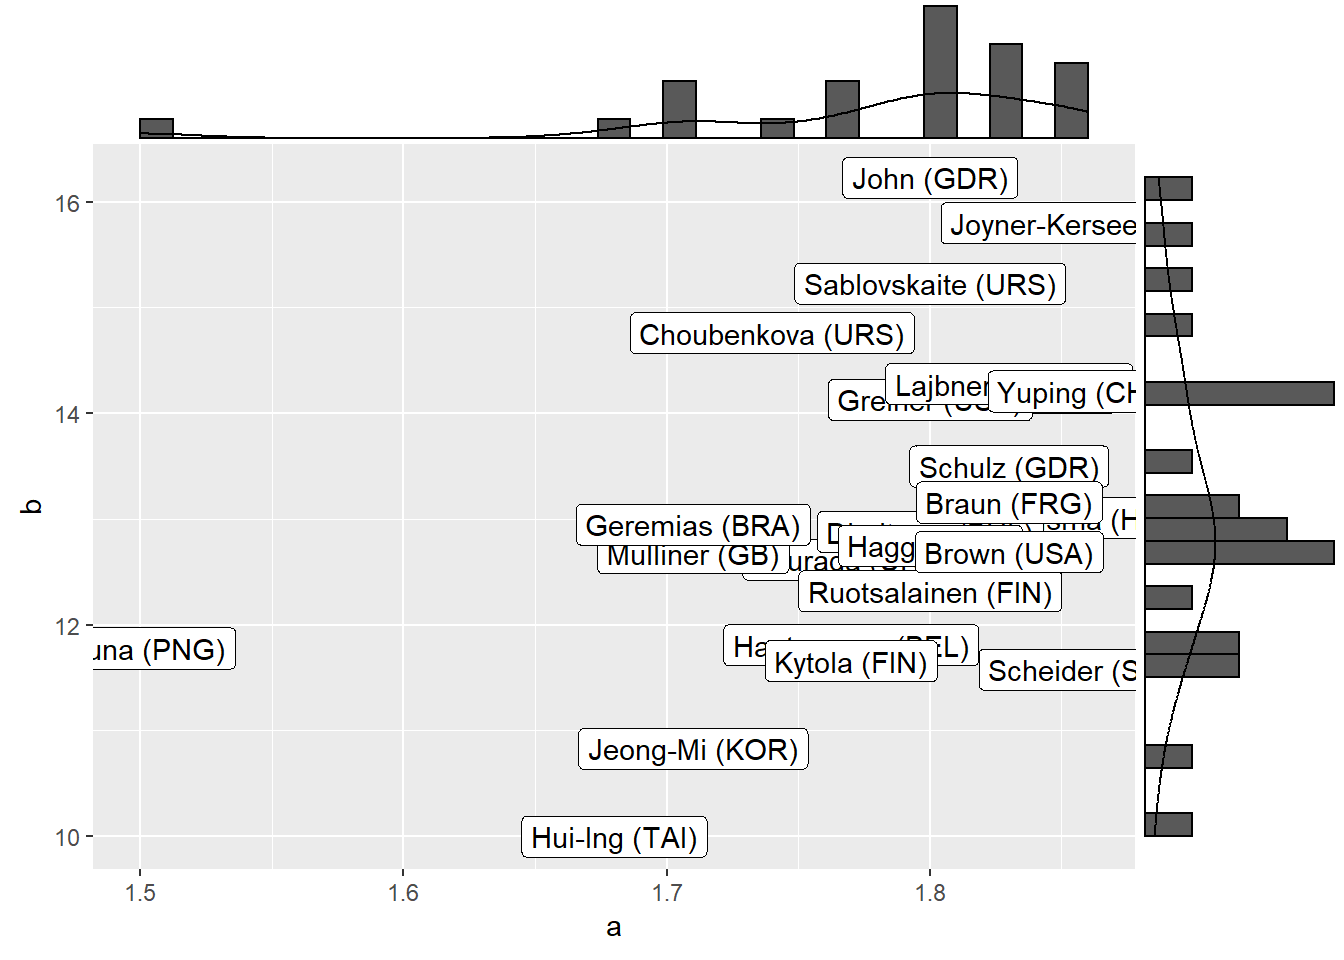 John (GDR)
16
Joyner-Kersee
Sablovskaite (URS)
Choubenkova (URS)
Lajbner
Yuping (CH
14
Schulz (GDR)
Braun (FRG)
b
Geremias (BRA)
Hagg
Mulliner (GB)
Brown (USA)
Ruotsalainen (FIN)
12
una (PNG)
Kytola (FIN)
Scheider (S
Jeong-Mi (KOR)
10
Hui-Ing (TAI)
1.5 1.6 1.7 1.8
a